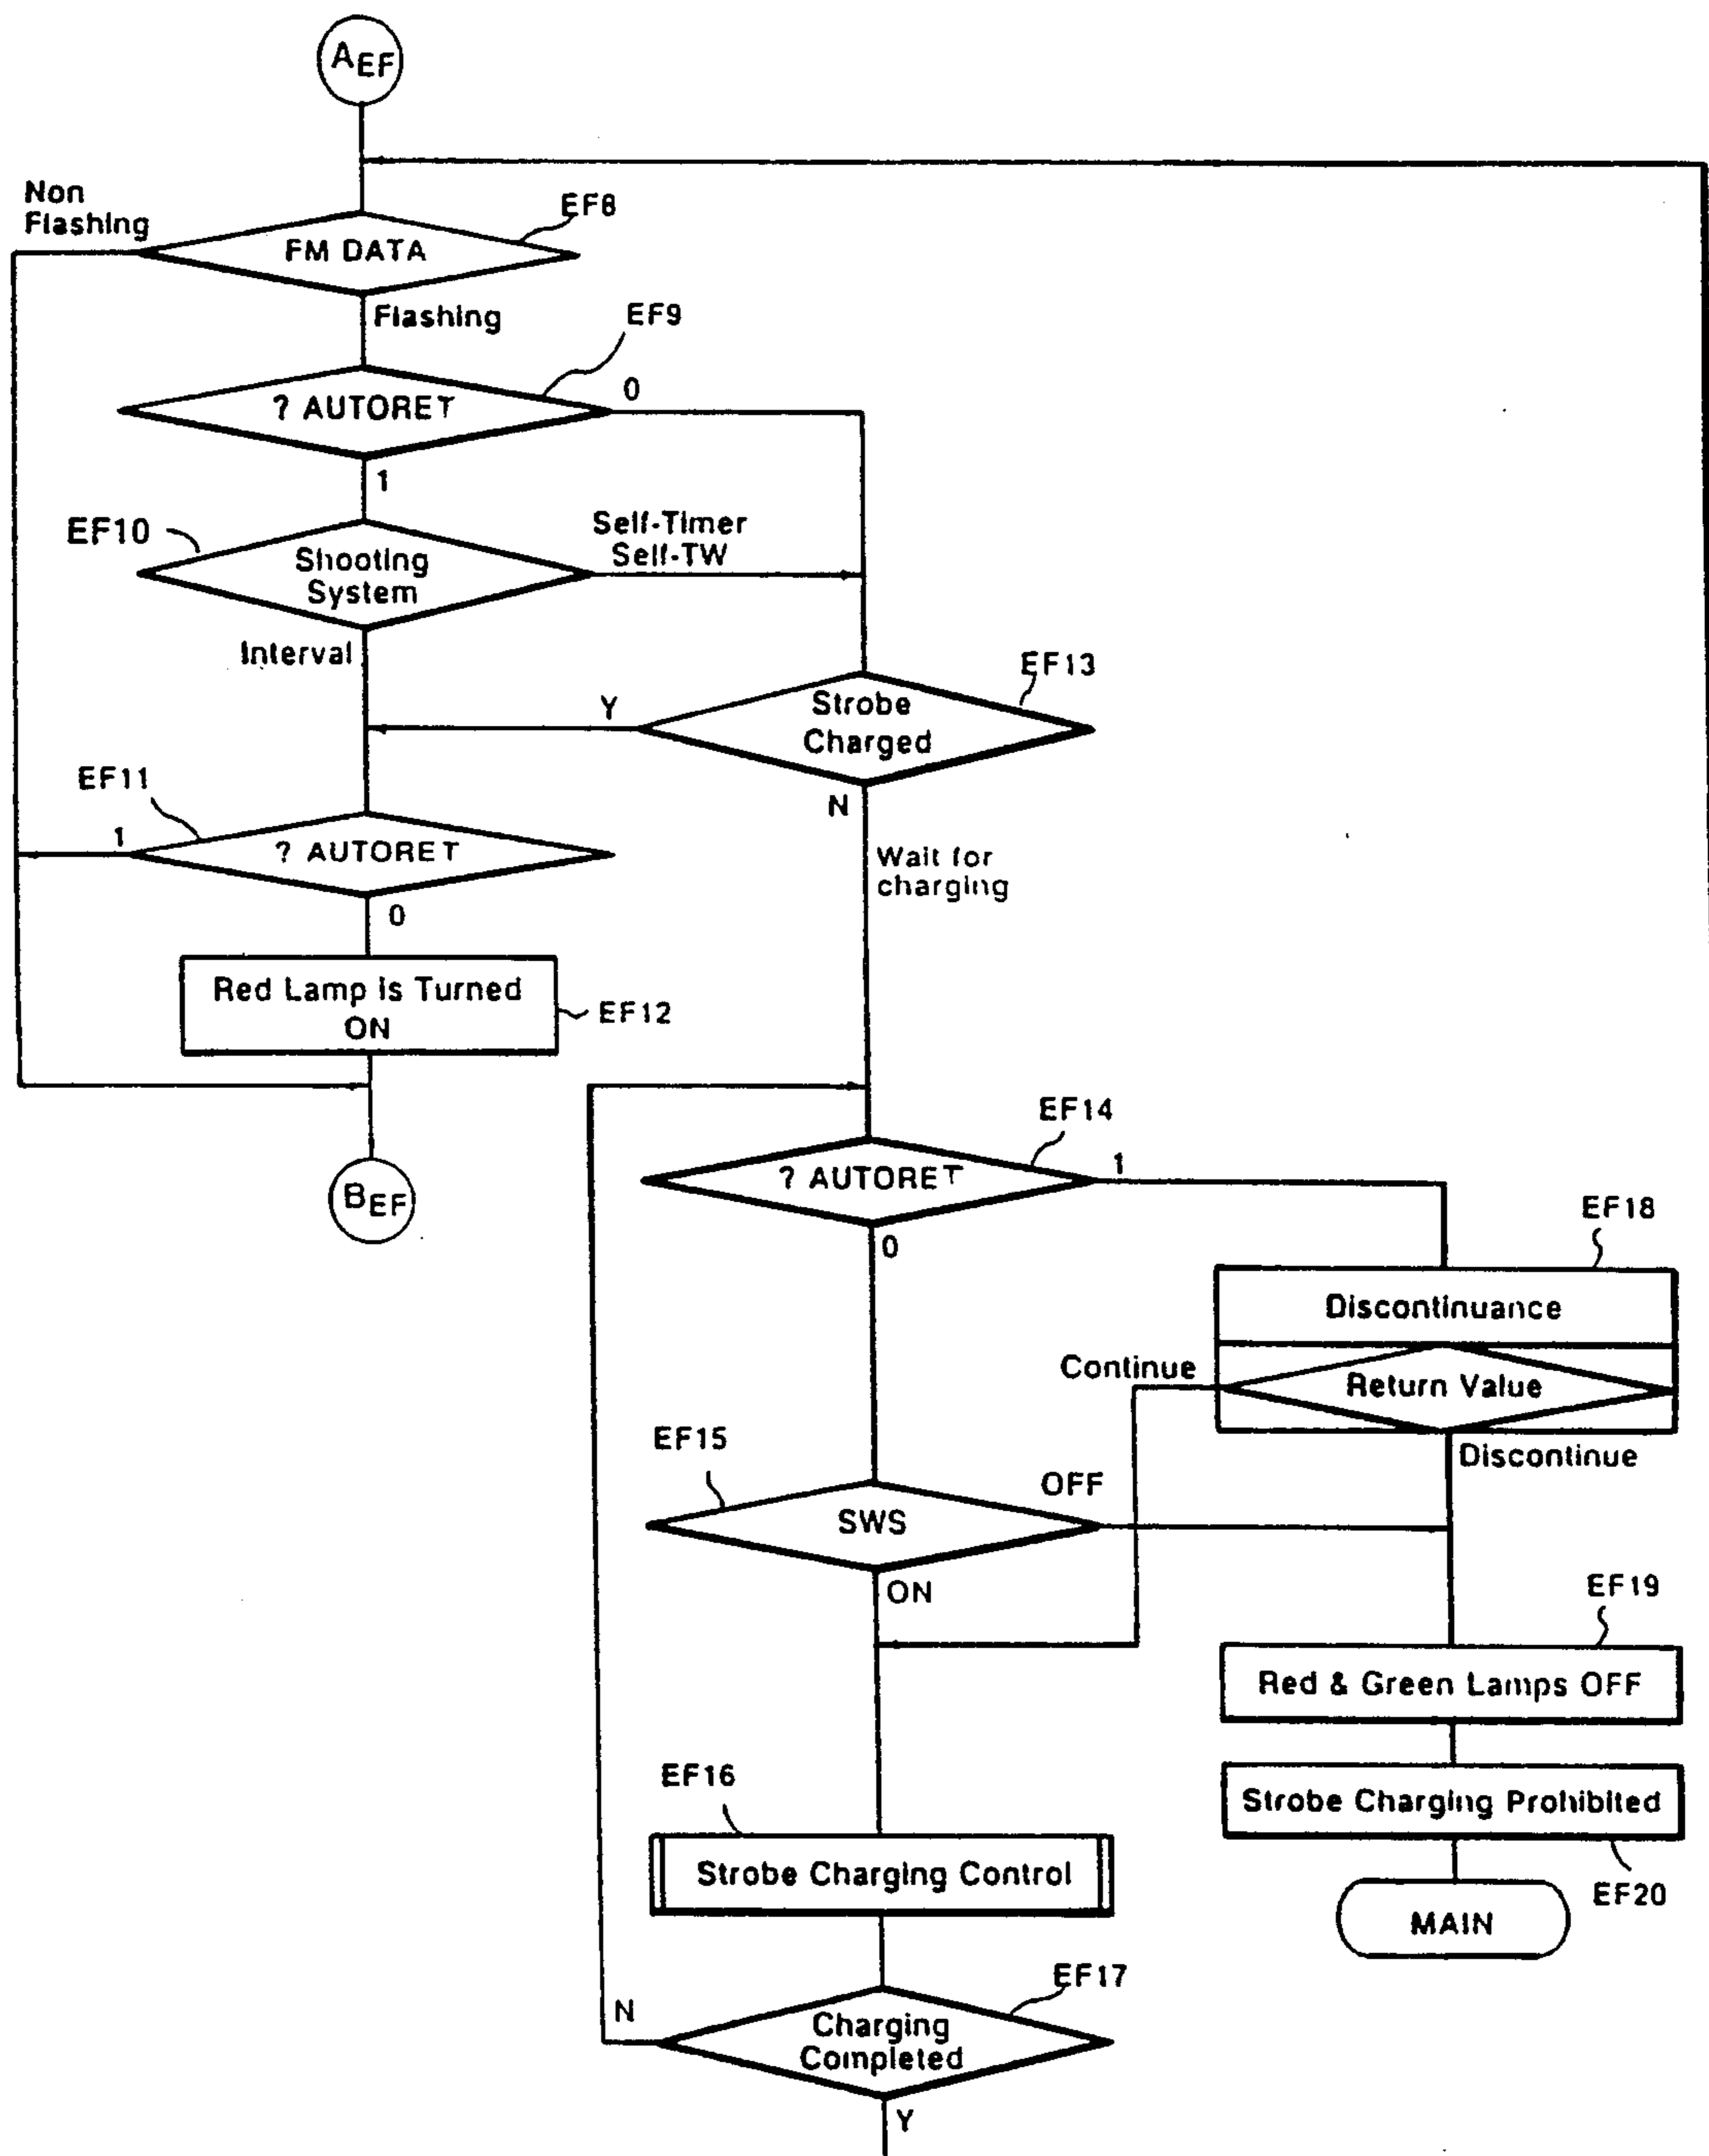 AEF
Non
Flashing
EF8
FM DATA
Flashing
EF9
0
? AUTORET
1
EF10
Self-Timer
Self-TW
Shooting
System
Interval
EF13
Y
Strobe
Charged
N
EF11
1
? AUTORET
0
Wait for
charging
Red Lamp is Turned
ON
EF12
BEF
EF14
? AUTORET
1
0
EF18
Discontinuance
Continue
Return Value
Discontinue
EF15
OFF
SWS
ON
EF19
Red & Green Lamps OFF
EF16
Strobe Charging Prohibited
Strobe Charging Control
EF20
MAIN
EF17
N
Charging
Completed
Y